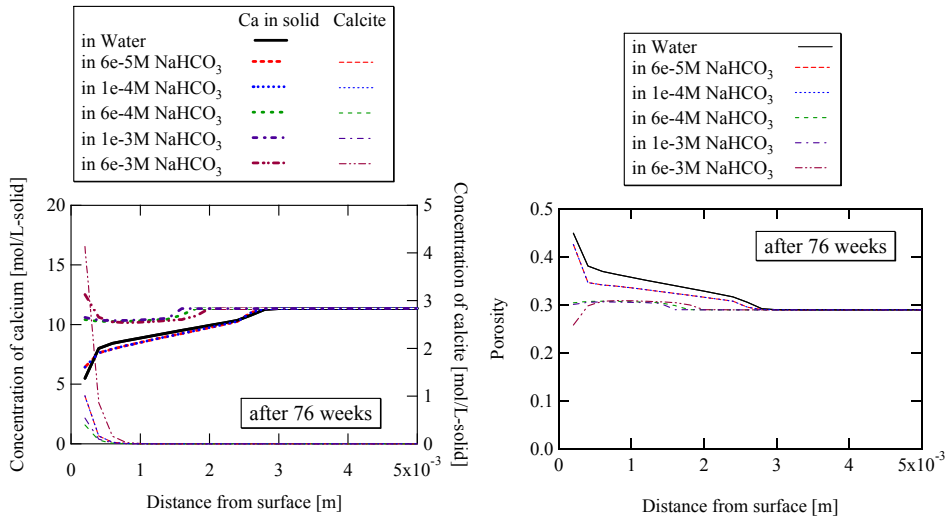 Ca in solid Calcite
in Water
in 6e-5M NaHCO3
in 1e-4M NaHCO3
in 6e-4M NaHCO3
in 1e-3M NaHCO3
in 6e-3M NaHCO3
Concentration of calcium [mol/L-solid]
20
15
10
5
0
5
4
3
2
1
0
Concentration of calcite [mol/L-solid]
after 76 weeks
0 1 2 3 4 5x10-3
Distance from surface [m]
in Water
in 6e-5M NaHCO3
in 1e-4M NaHCO3
in 6e-4M NaHCO3
in 1e-3M NaHCO3
in 6e-3M NaHCO3
Porosity
0.5
0.4
0.3
0.2
0.1
0.0
after 76 weeks
0 1 2 3 4 5x10-3
Distance from surface [m]